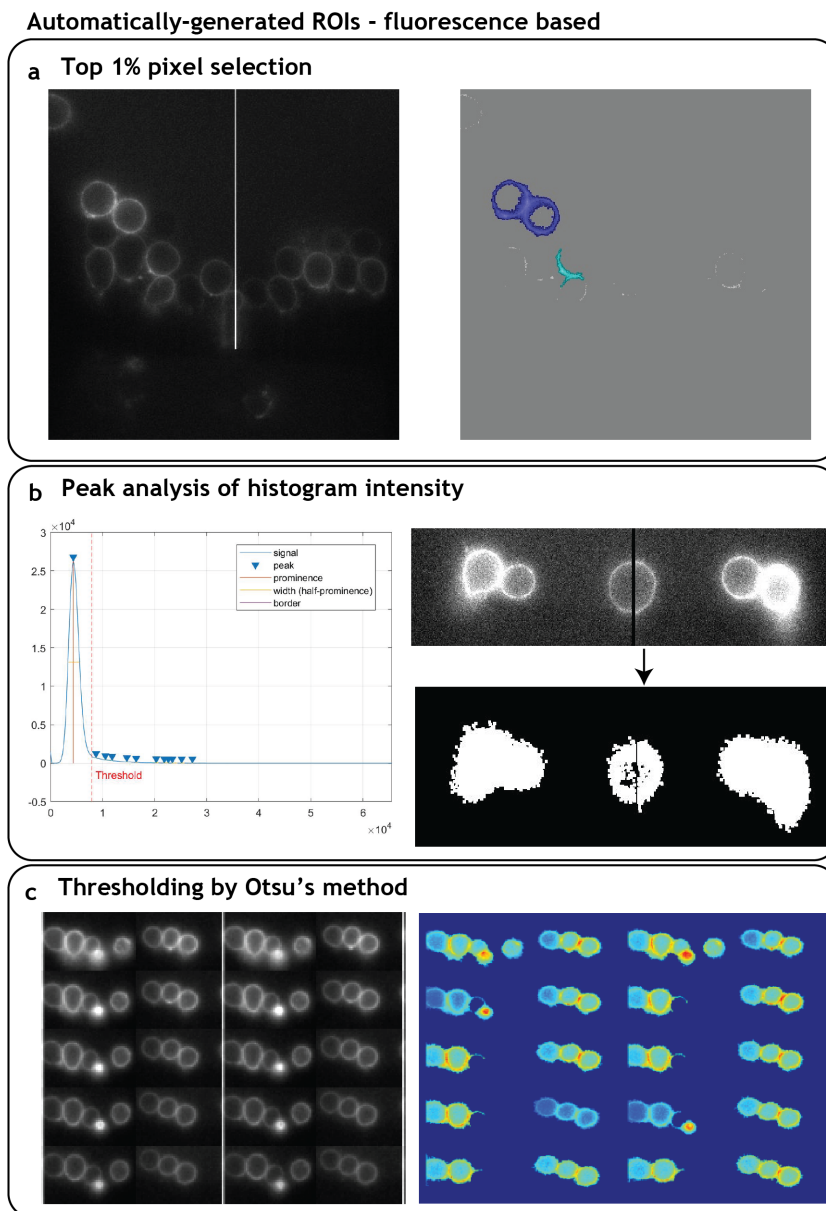 Automatically-generated ROIs - fluorescence based
a Top 1% pixel selection
b Peak analysis of histogram intensity
×10⁴
3
2.5
2
1.5
1
0.5
0
-0.5
signal
peak
prominence
width (half-prominence)
border
Threshold
0 1 2 3 4 5 6
×10⁴
c Thresholding by Otsu's method